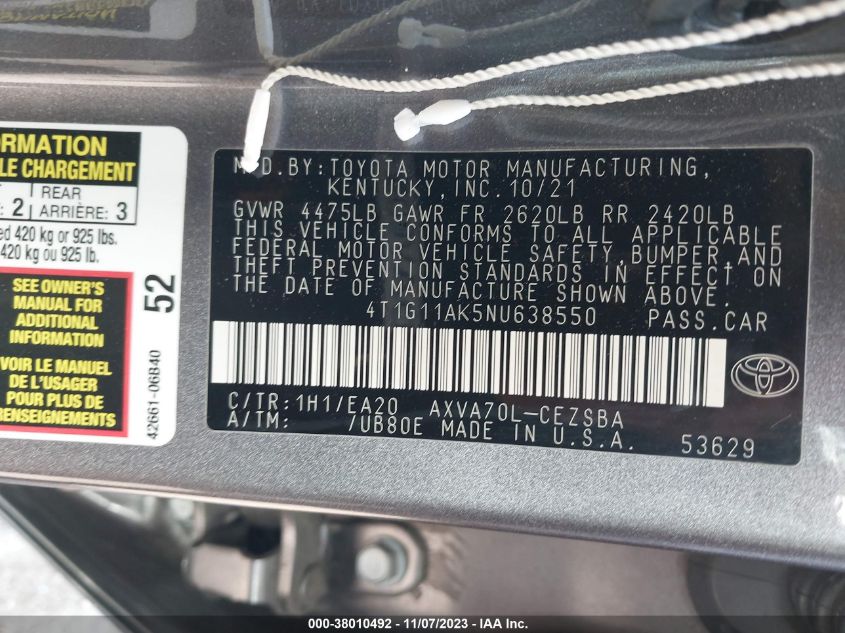 ORMATION
LE CHARGEMENT
REAR
2 ARRIÈRE: 3
ed 420 kg or 925 lbs.
420 kg ou 925 lb.
SEE OWNER'S
MANUAL FOR
ADDITIONAL
INFORMATION
VOIR LE MANUEL
DE L'USAGER
POUR PLUS DE
RENSEIGNEMENTS
52
42661-06B40
MFD.BY:TOYOTA MOTOR MANUFACTURING,
KENTUCKY,INC.10/21
GVWR 4475LB GAWR FR 2620LB RR 2420LB
THIS VEHICLE CONFORMS TO ALL APPLICABLE
FEDERAL MOTOR VEHICLE SAFETY,BUMPER,AND
THEFT PREVENTION STANDARDS IN EFFECT ON
THE DATE OF MANUFACTURE SHOWN ABOVE.
4T1G11AK5NU638550 PASS.CAR
C/TR:1H1/EA20 AXVA70L-CEZSBA
A/TM: /UB80E MADE IN U.S.A.
53629
000-38010492 - 11/07/2023 - IAA Inc.